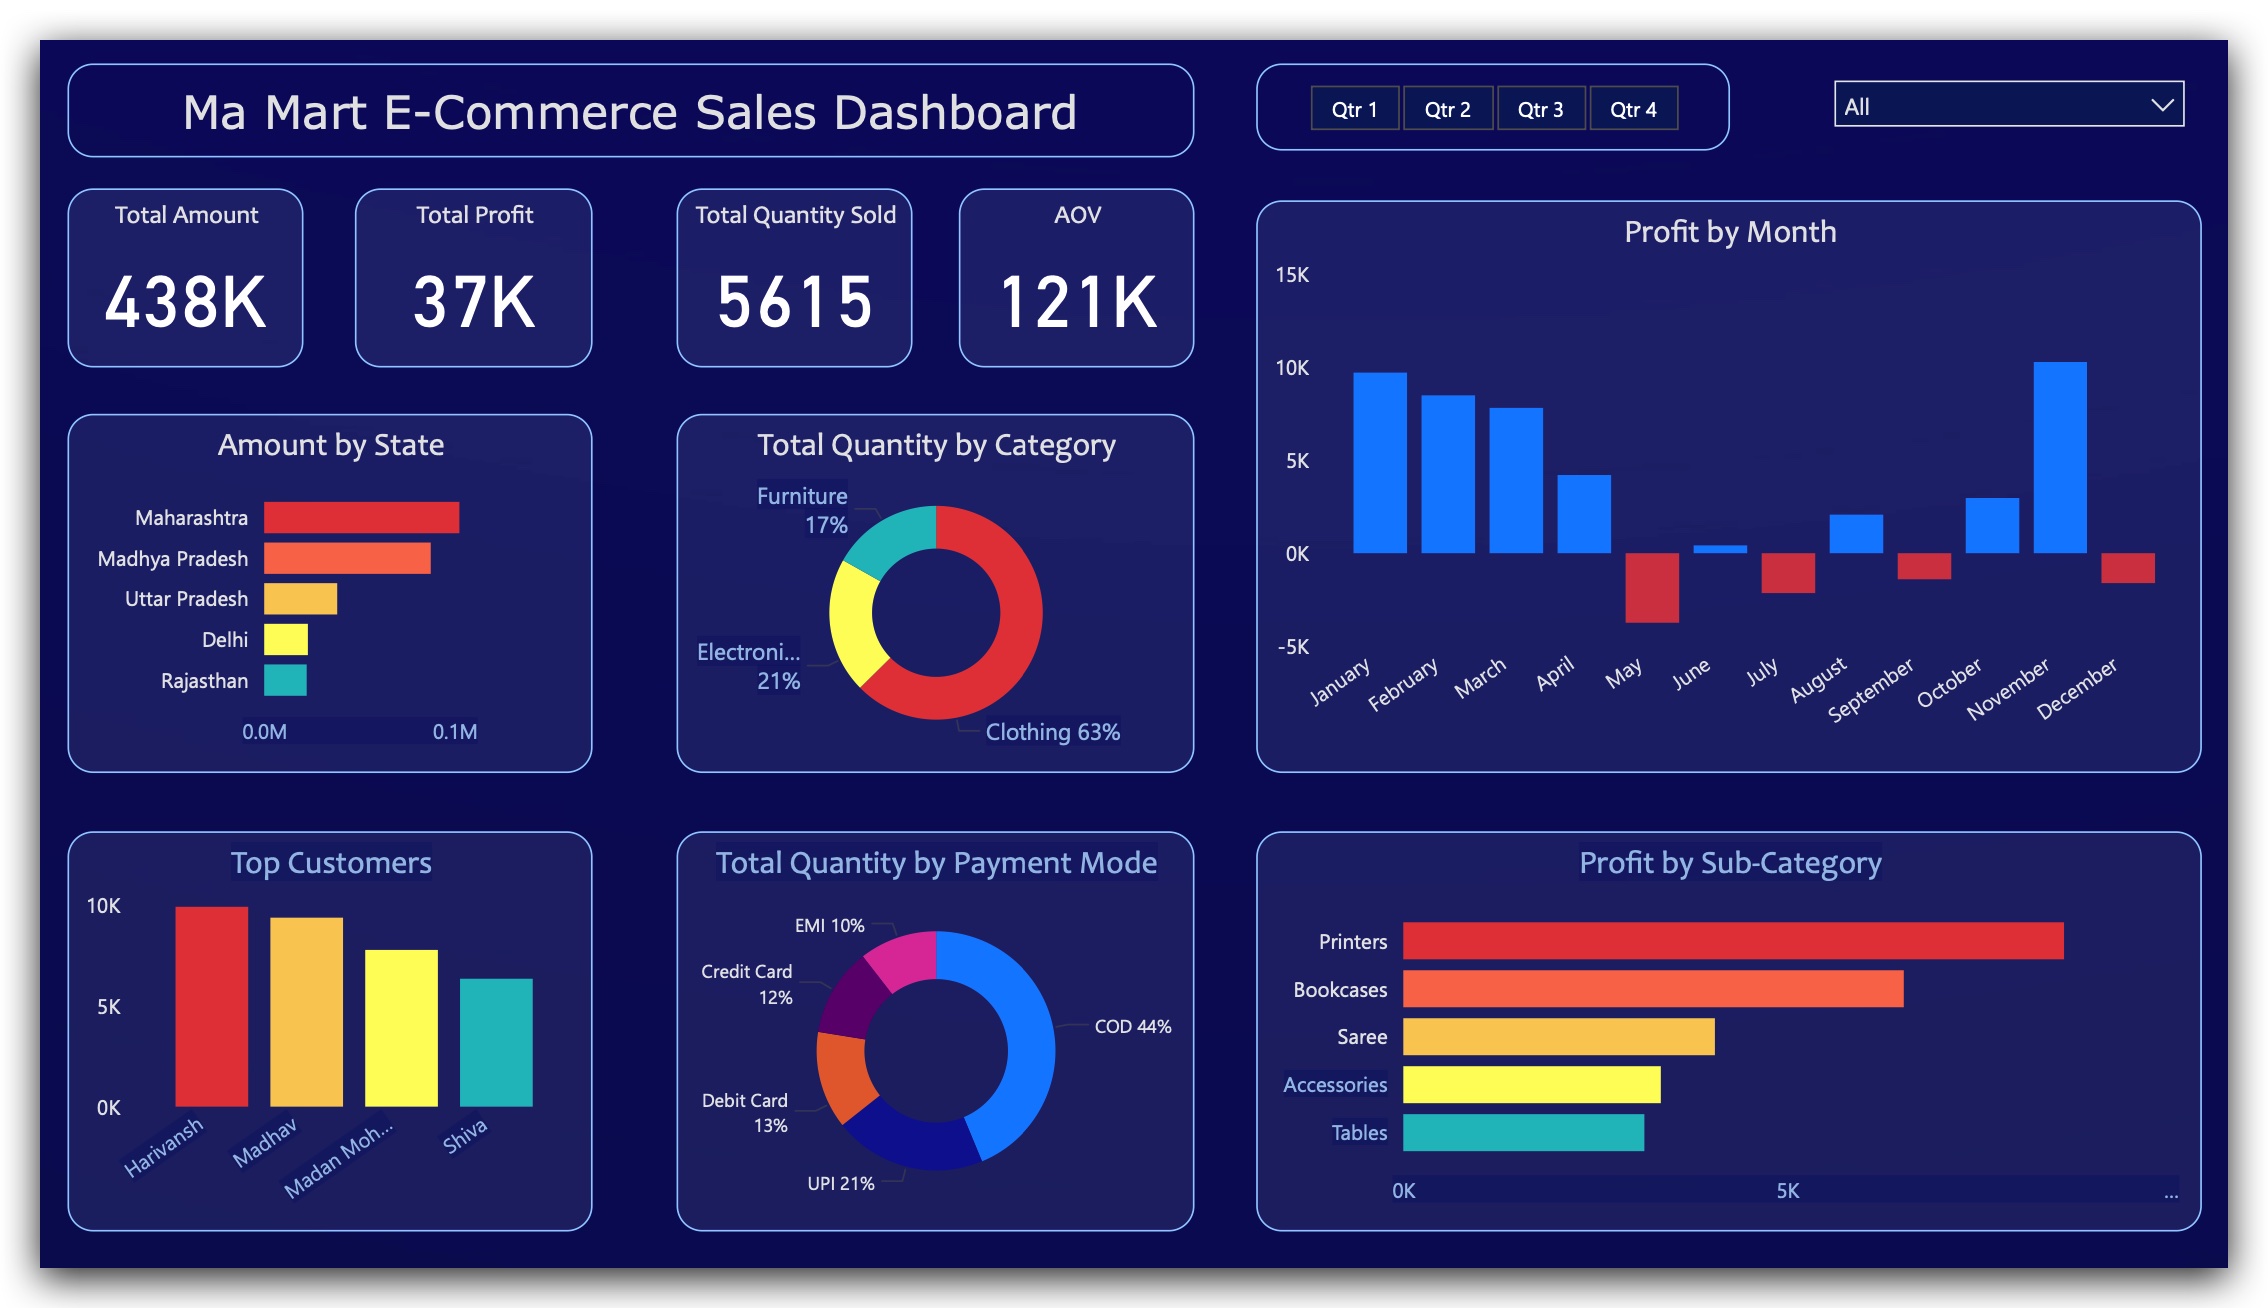 Ma Mart E-Commerce Sales Dashboard
Qtr 1 Qtr 2 Qtr 3 Qtr 4
All
Total Amount
438K
Total Profit
37K
Total Quantity Sold
5615
AOV
121K
Profit by Month
15K
10K
5K
0K
-5K
January February March April May June July August September October November December
Amount by State
Maharashtra
Madhya Pradesh
Uttar Pradesh
Delhi
Rajasthan
0.0M 0.1M
Total Quantity by Category
Furniture
17%
Electroni...
21%
Clothing 63%
Top Customers
10K
5K
0K
Harivansh Madhav Madan Moh... Shiva
Total Quantity by Payment Mode
EMI 10%
Credit Card
12%
COD 44%
Debit Card
13%
UPI 21%
Profit by Sub-Category
Printers
Bookcases
Saree
Accessories
Tables
0K 5K ...